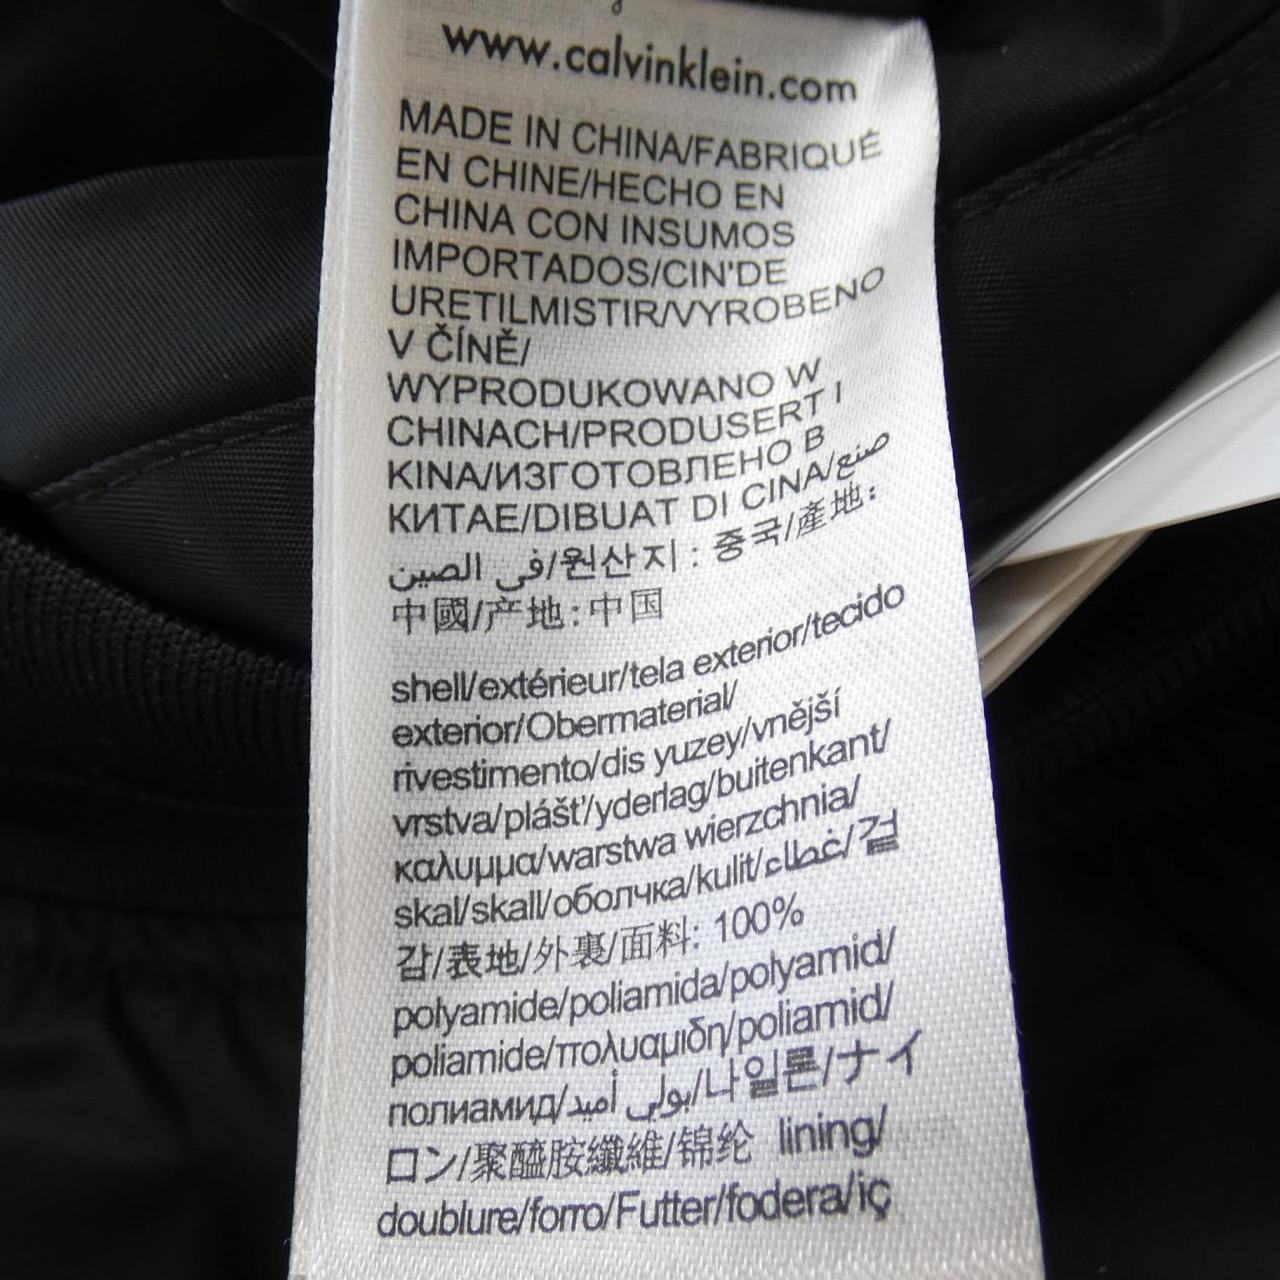 www.calvinklein.com
MADE IN CHINA/FABRIQUÉ
EN CHINE/HECHO EN
CHINA CON INSUMOS
IMPORTADOS/CIN'DE
URETILMISTIR/VYROBENO
V ČÍNĚ/
WYPRODUKOWANO W
CHINACH/PRODUSERT I
KINA/ИЗГОТОВЛЕНО В
КИТАЕ/DIBUAT DI CINA/صنع
في الصين/원산지 : 중국/產地:
中國/产地:中国
shell/extérieur/tela exterior/tecido
exterior/Obermaterial/
rivestimento/dis yuzey/vnější
vrstva/plášť/yderlag/buitenkant/
καλυμμα/warstwa wierzchnia/
skal/skall/оболчка/kulit/غطاء/겉
감/表地/外裏/面料: 100%
polyamide/poliamida/polyamid/
poliamide/πολυαμιδη/poliamid/
полиамид/بولي أميد/나일론/ナイ
ロン/聚醯胺纖維/锦纶 lining/
doublure/forro/Futter/fodera/iç